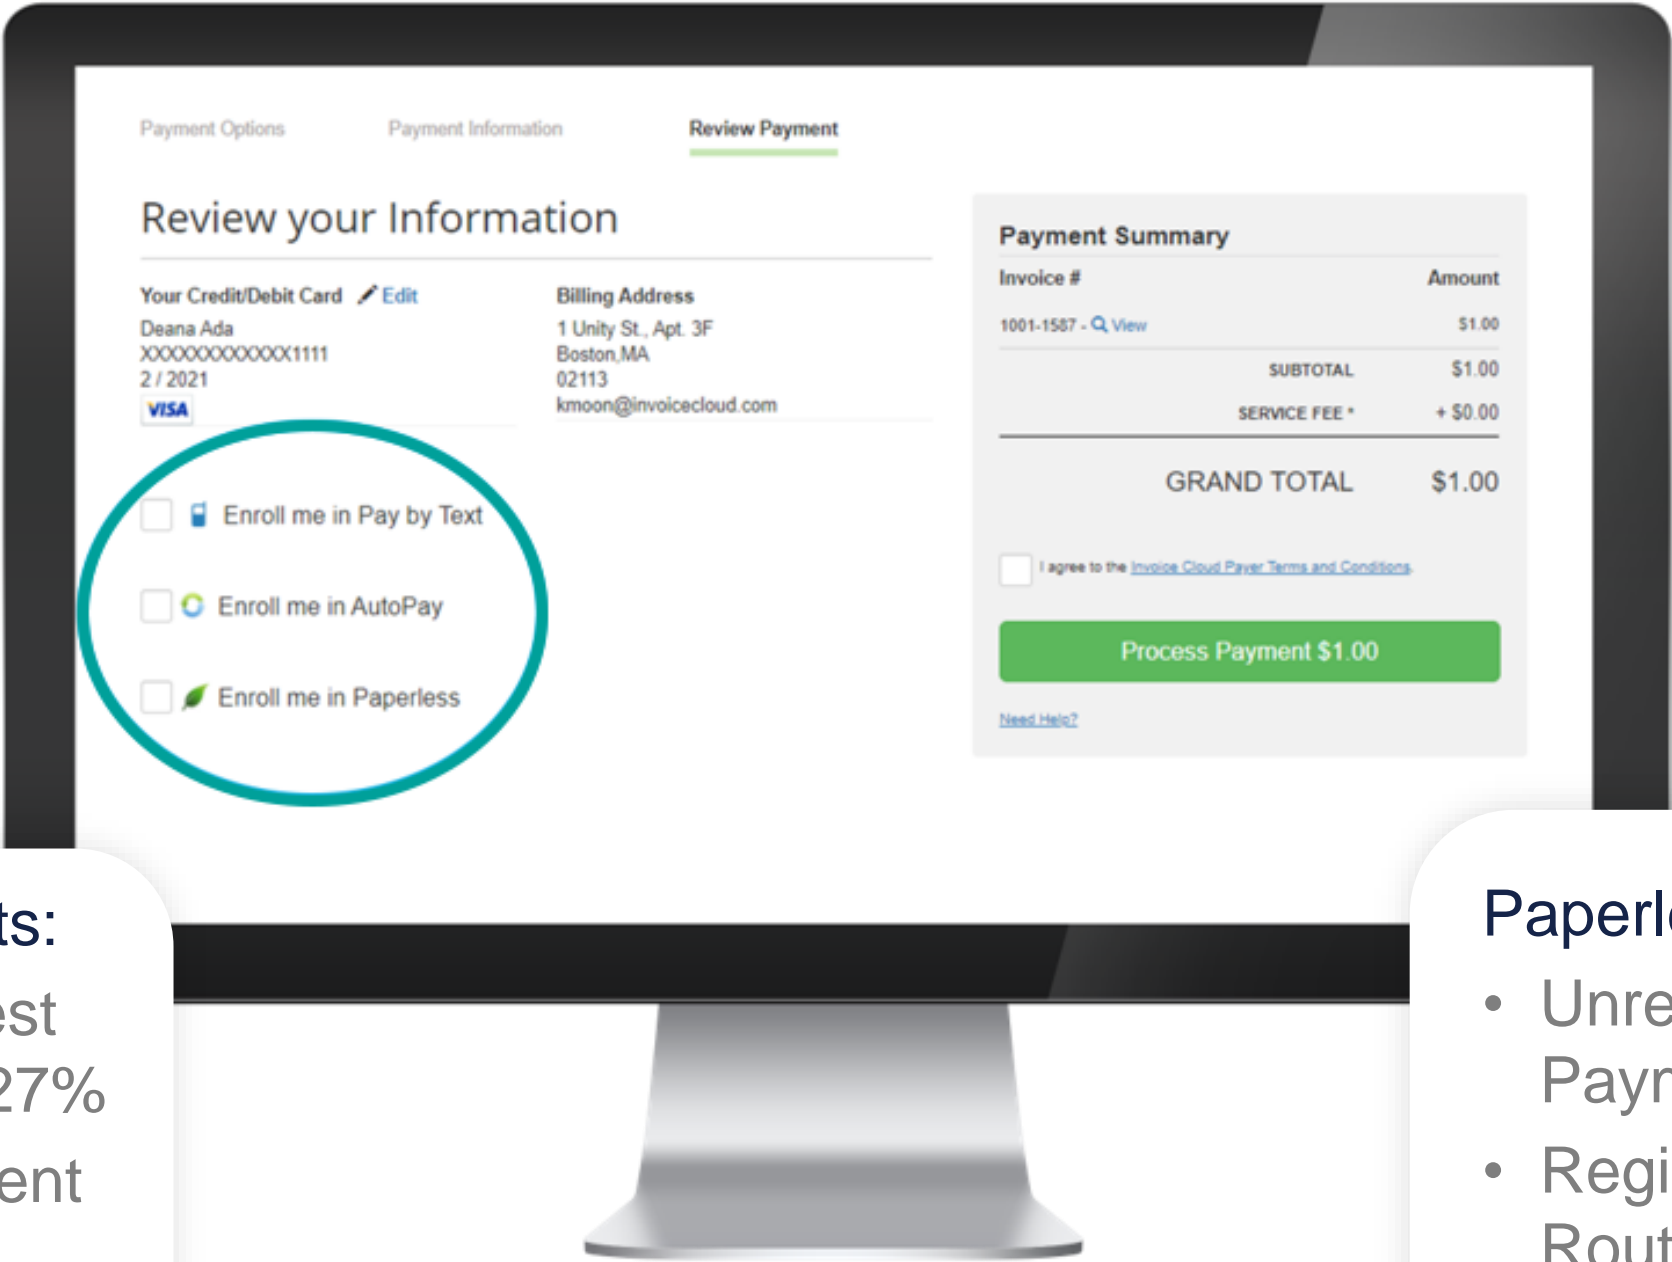 Payment Options Payment Information Review Payment
Review your Information
Your Credit/Debit Card Edit
Deana Ada
XXXXXXXXXXXX1111
2 / 2021
VISA
Billing Address
1 Unity St., Apt. 3F
Boston,MA
02113
kmoon@invoicecloud.com
Enroll me in Pay by Text
Enroll me in AutoPay
Enroll me in Paperless
Payment Summary
Invoice # Amount
1001-1587 - View $1.00
SUBTOTAL $1.00
SERVICE FEE * + $0.00
GRAND TOTAL $1.00
I agree to the Invoice Cloud Payer Terms and Conditions.
Process Payment $1.00
Need Help?
ts:
est
27%
ent
Paperle
• Unre
Payr
• Regi
Rout